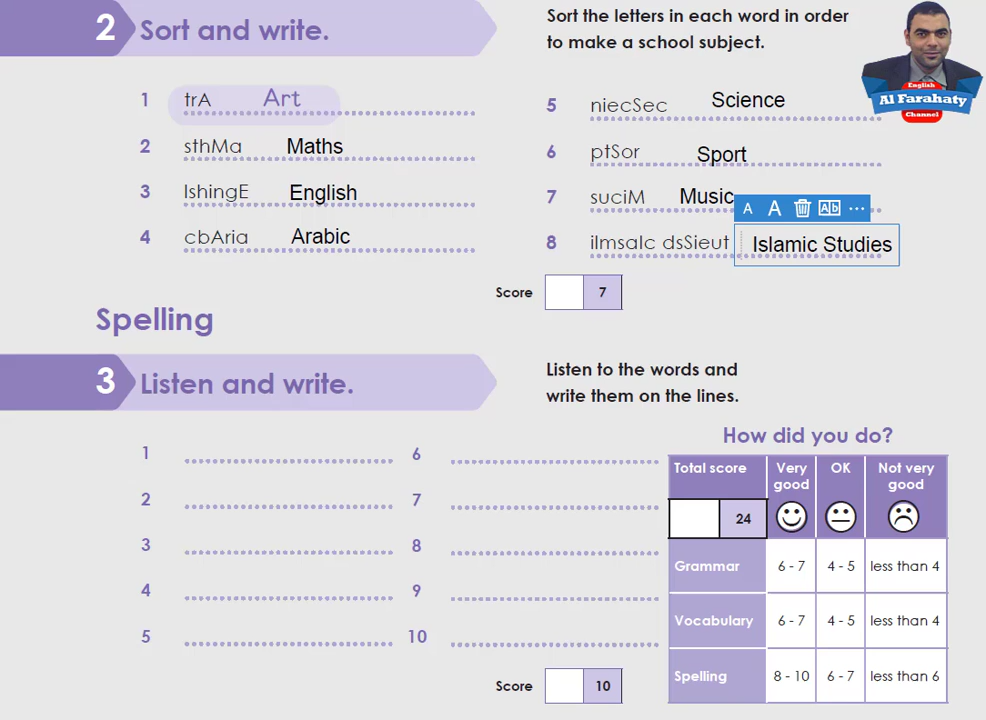 2 Sort and write.
Sort the letters in each word in order
to make a school subject.
English
Al Farahaty
Channel
1 trA Art
2 sthMa Maths
3 lshingE English
4 cbAria Arabic
5 niecSec Science
6 ptSor Sport
7 suciM Music
A A Ab ...
8 ilmsaIc dsSieut Islamic Studies
Score 7
Spelling
3 Listen and write.
Listen to the words and
write them on the lines.
1
2
3
4
5
6
7
8
9
10
Score 10
How did you do?
Total score Very good OK Not very good
24
Grammar 6 - 7 4 - 5 less than 4
Vocabulary 6 - 7 4 - 5 less than 4
Spelling 8 - 10 6 - 7 less than 6